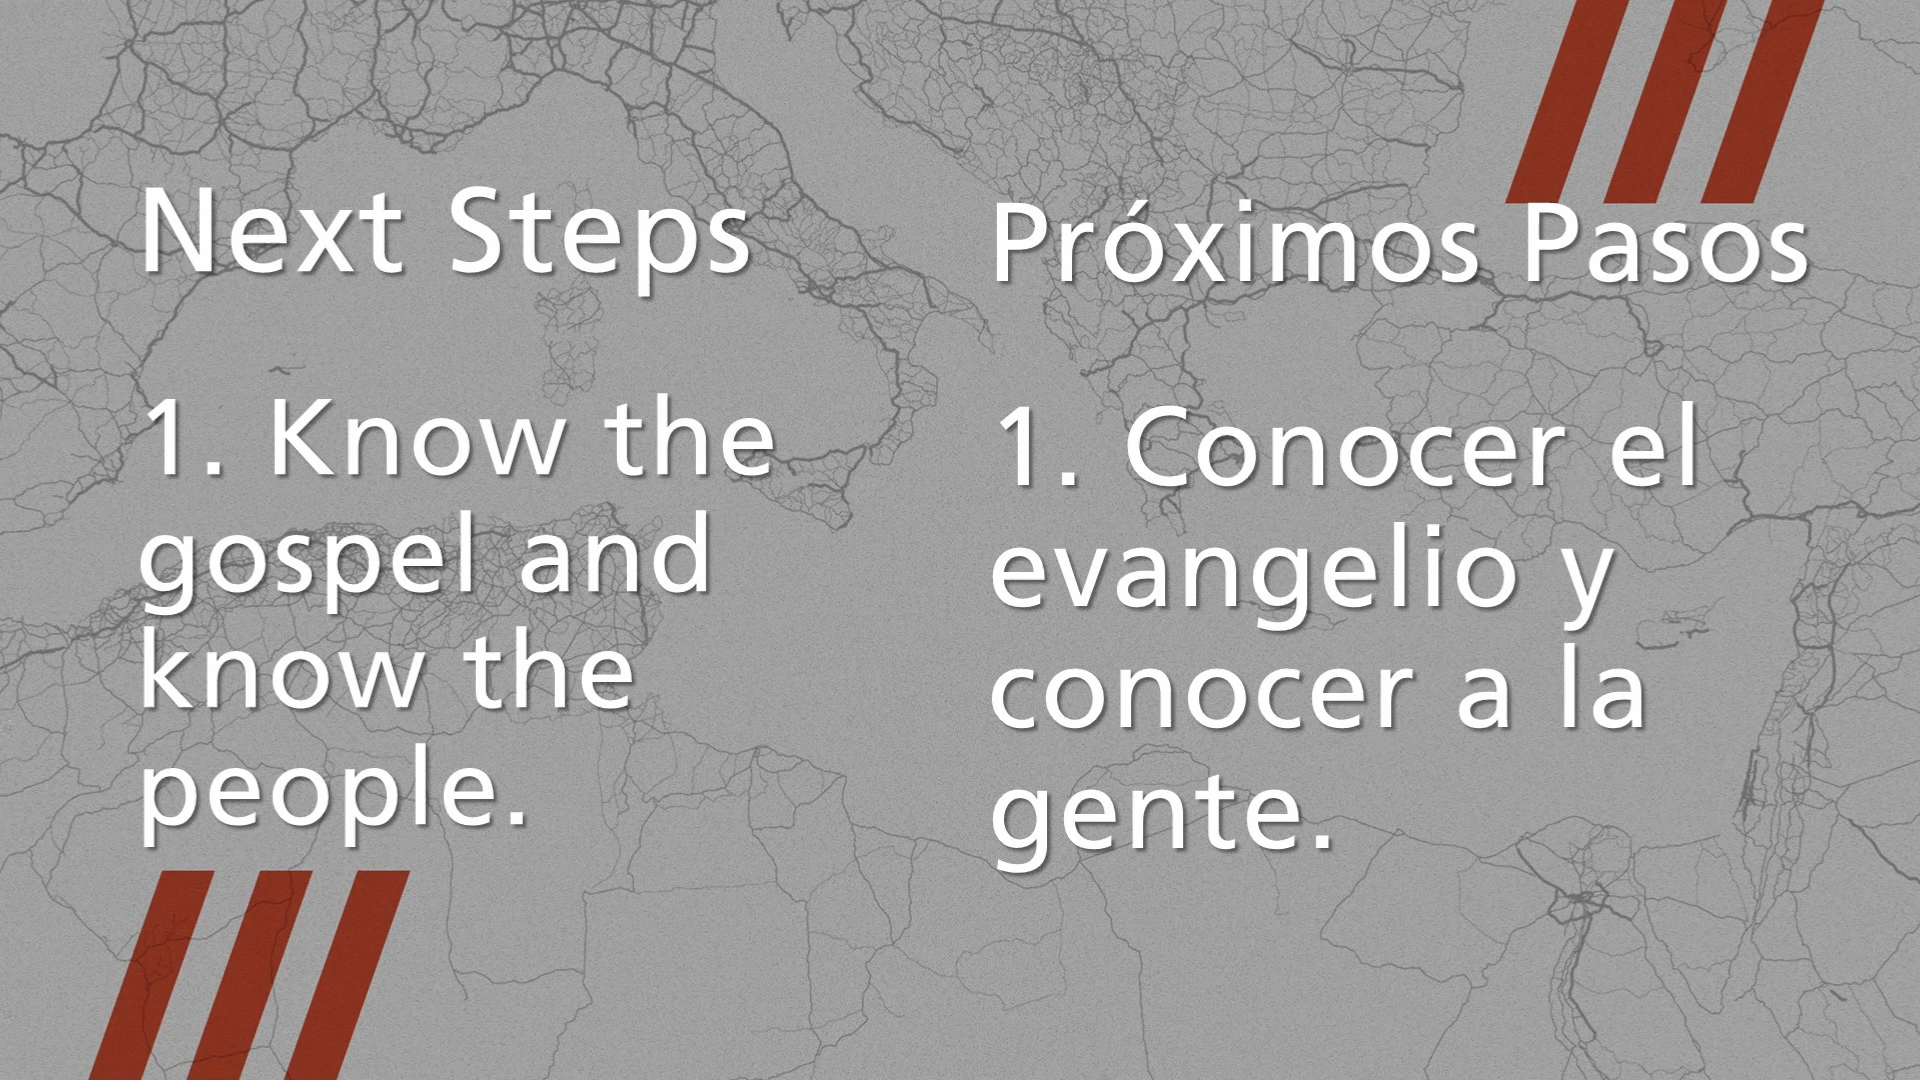 Next Steps
1. Know the
gospel and
know the
people.
Próximos Pasos
1. Conocer el
evangelio y
conocer a la
gente.